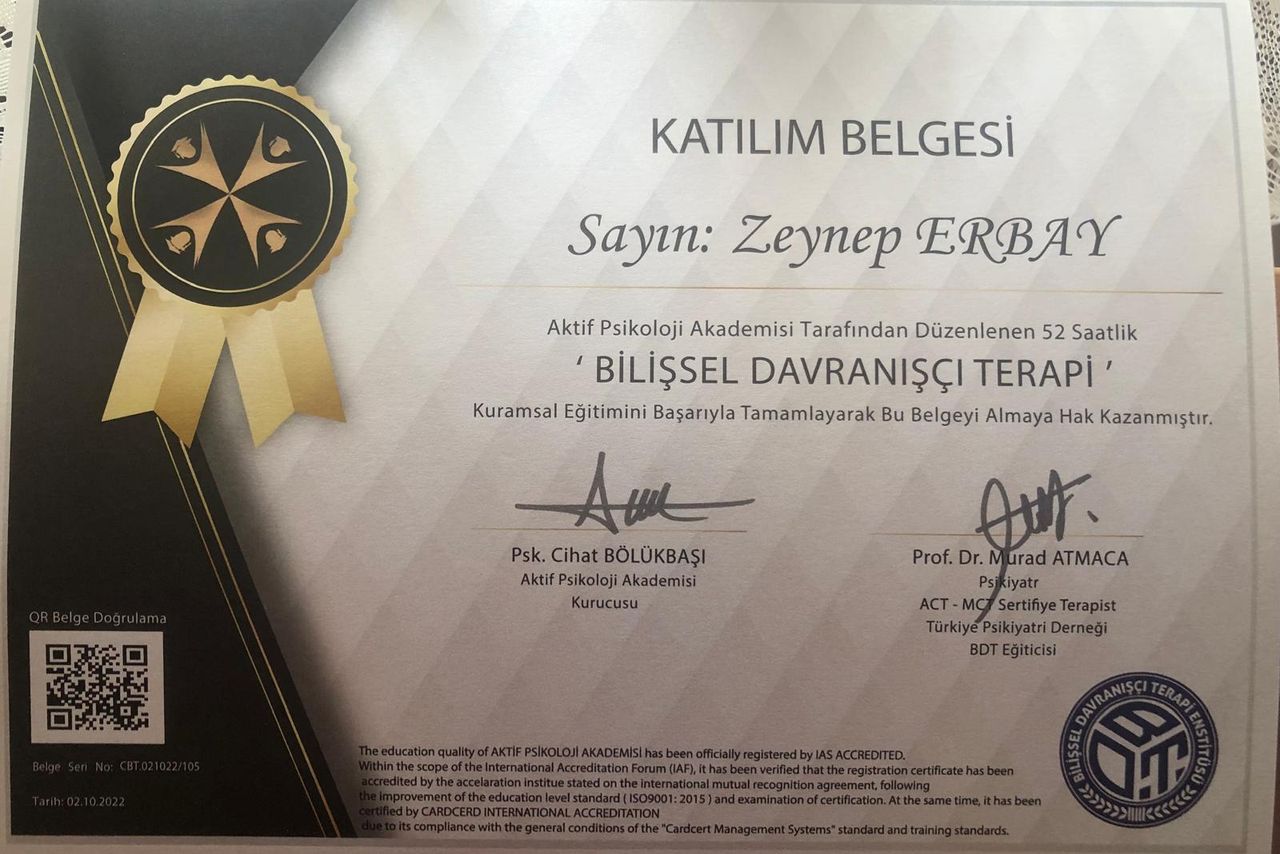 KATILIM BELGESİ
Sayın: Zeynep ERBAY
Aktif Psikoloji Akademisi Tarafından Düzenlenen 52 Saatlik
‘ BİLİŞSEL DAVRANIŞÇI TERAPİ ’
Kuramsal Eğitimini Başarıyla Tamamlayarak Bu Belgeyi Almaya Hak Kazanmıştır.
Psk. Cihat BÖLÜKBAŞI
Aktif Psikoloji Akademisi
Kurucusu
Prof. Dr. Murad ATMACA
Psikiyatr
ACT - MCT Sertifiye Terapist
Türkiye Psikiyatri Derneği
BDT Eğiticisi
QR Belge Doğrulama
Belge Seri No: CBT.021022/105
Tarih: 02.10.2022
The education quality of AKTİF PSİKOLOJİ AKADEMİSİ has been officially registered by IAS ACCREDITED.
Within the scope of the International Accreditation Forum (IAF), it has been verified that the registration certificate has been
accredited by the accelaration institue stated on the international mutual recognition agreement, following
the improvement of the education level standard ( ISO9001: 2015 ) and examination of certification. At the same time, it has been
certified by CARDCERD INTERNATIONAL ACCREDITATION
due to its compliance with the general conditions of the "Cardcert Management Systems" standard and training standards.
BİLİŞSEL DAVRANIŞÇI TERAPİ ENSTİTÜSÜ
BDT